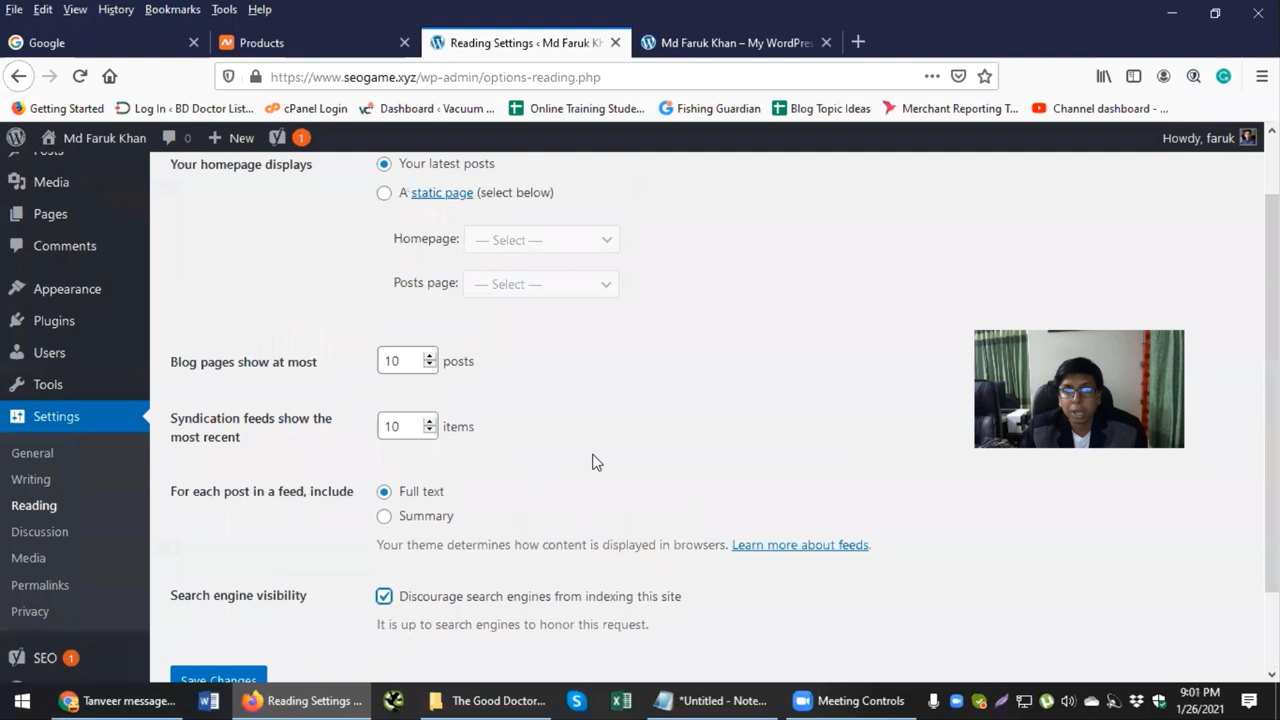 File Edit View History Bookmarks Tools Help
Google Products Reading Settings ‹ Md Faruk Kh Md Faruk Khan – My WordPres
https://www.seogame.xyz/wp-admin/options-reading.php
Getting Started Log In ‹ BD Doctor List... cPanel Login Dashboard ‹ Vacuum ... Online Training Stude... Fishing Guardian Blog Topic Ideas Merchant Reporting T... Channel dashboard - ...
Md Faruk Khan 0 New 1 Howdy, faruk
Posts
Media
Pages
Comments
Appearance
Plugins
Users
Tools
Settings
General
Writing
Reading
Discussion
Media
Permalinks
Privacy
SEO 1
Your homepage displays
Your latest posts
A static page (select below)
Homepage: — Select —
Posts page: — Select —
Blog pages show at most 10 posts
Syndication feeds show the most recent 10 items
For each post in a feed, include
Full text
Summary
Your theme determines how content is displayed in browsers. Learn more about feeds.
Search engine visibility
Discourage search engines from indexing this site
It is up to search engines to honor this request.
Save Changes
Tanveer message... Reading Settings ... The Good Doctor... *Untitled - Note... Meeting Controls
9:01 PM
1/26/2021